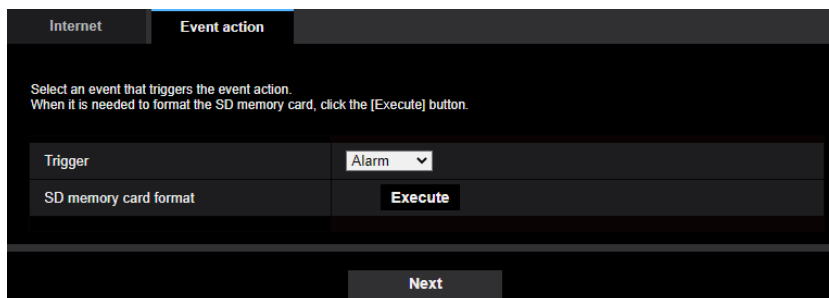 Internet
Event action
Select an event that triggers the event action.
When it is needed to format the SD memory card, click the [Execute] button.
Trigger
Alarm
SD memory card format
Execute
Next